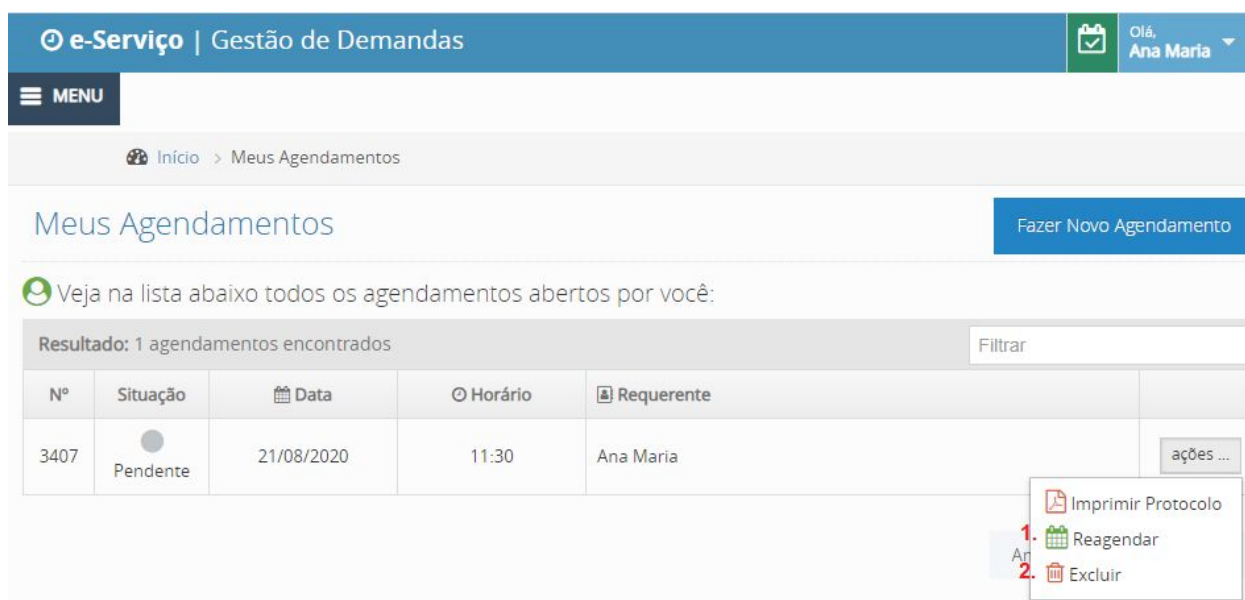 e-Serviço | Gestão de Demandas
Olá,
Ana Maria
MENU
Início > Meus Agendamentos
Meus Agendamentos
Fazer Novo Agendamento
Veja na lista abaixo todos os agendamentos abertos por você:
Resultado: 1 agendamentos encontrados
Filtrar
Nº Situação Data Horário Requerente
3407 Pendente 21/08/2020 11:30 Ana Maria ações ...
Imprimir Protocolo
1. Reagendar
2. Excluir